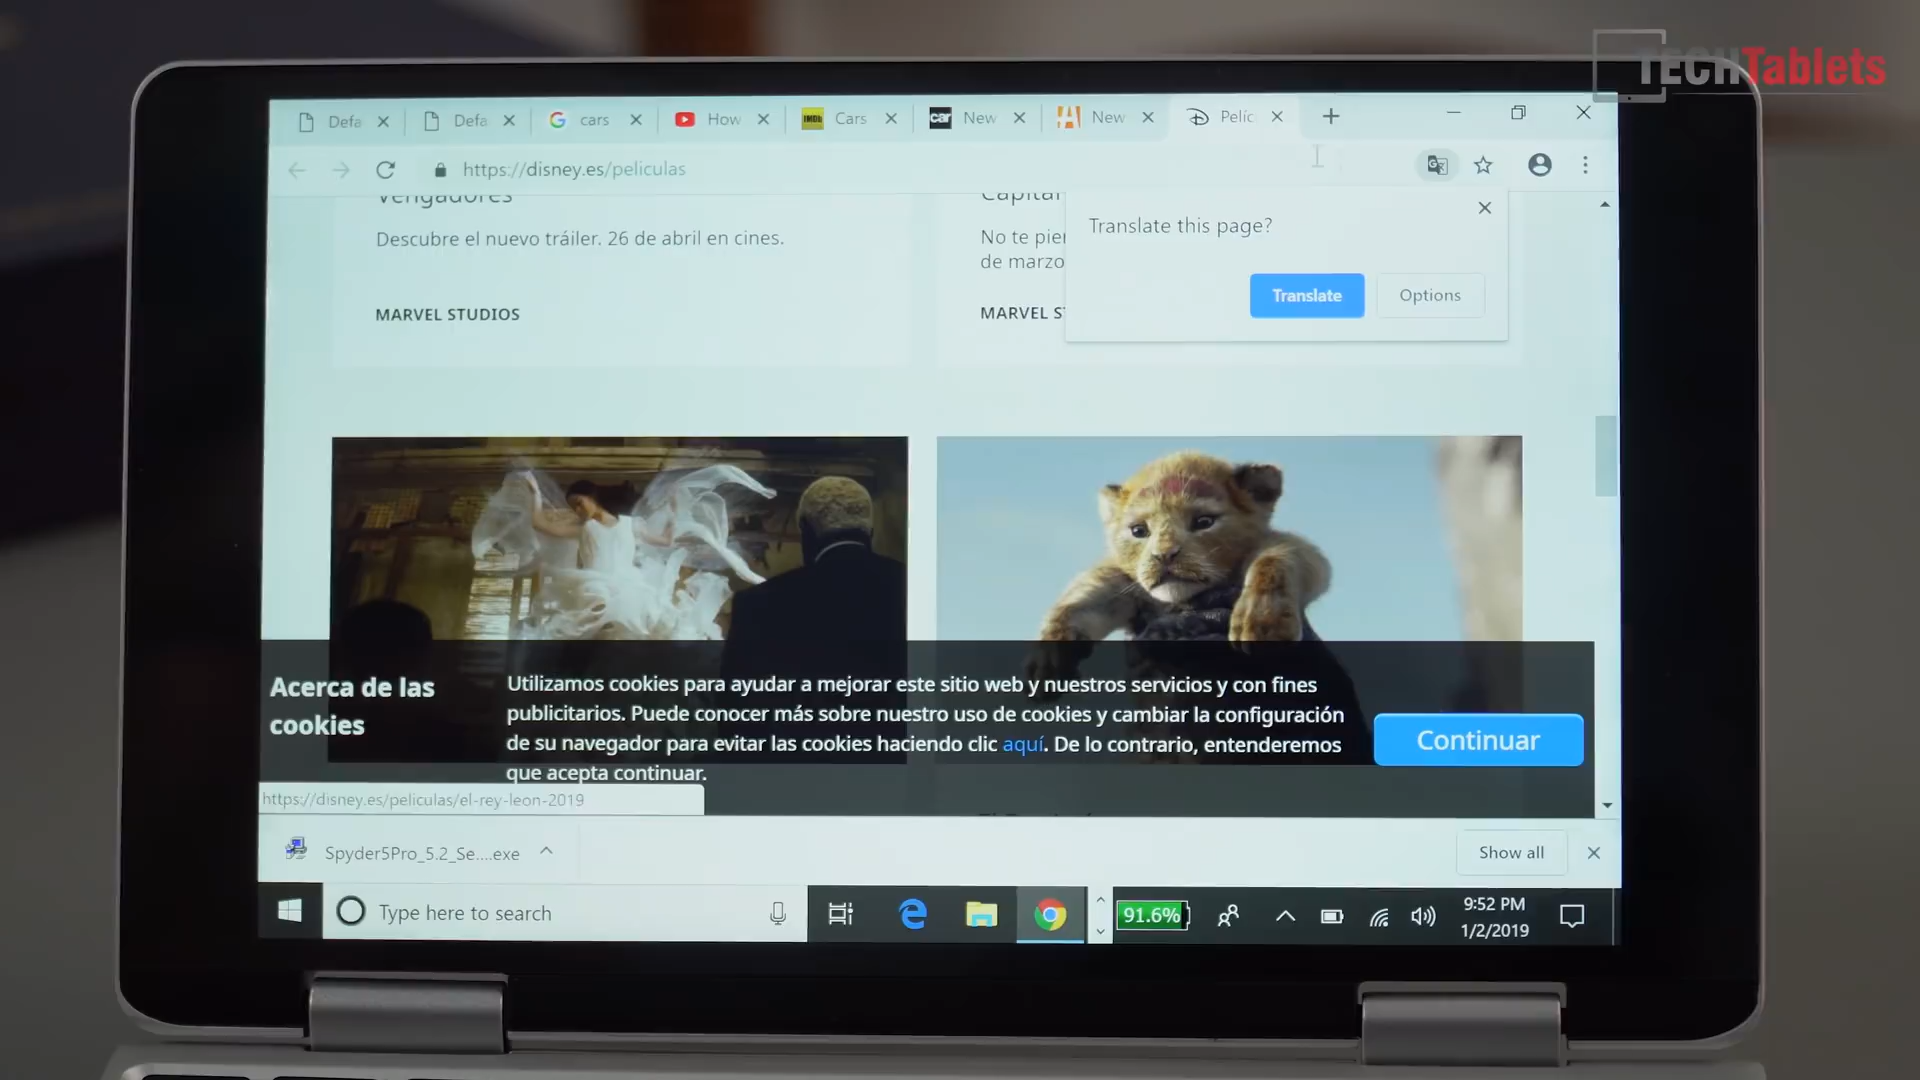 TECHTablets
Defa
Defa
cars
How
IMDb
Cars
car
New
New
Pelíc
https://disney.es/peliculas
Vengadores
Descubre el nuevo tráiler. 26 de abril en cines.
MARVEL STUDIOS
Capitan
No te pier
de marzo
MARVEL S
Translate this page?
Translate
Options
Acerca de las
cookies
Utilizamos cookies para ayudar a mejorar este sitio web y nuestros servicios y con fines
publicitarios. Puede conocer más sobre nuestro uso de cookies y cambiar la configuración
de su navegador para evitar las cookies haciendo clic aquí. De lo contrario, entenderemos
que acepta continuar.
Continuar
https://disney.es/peliculas/el-rey-leon-2019
Spyder5Pro_5.2_Se....exe
Show all
Type here to search
91.6%
9:52 PM
1/2/2019